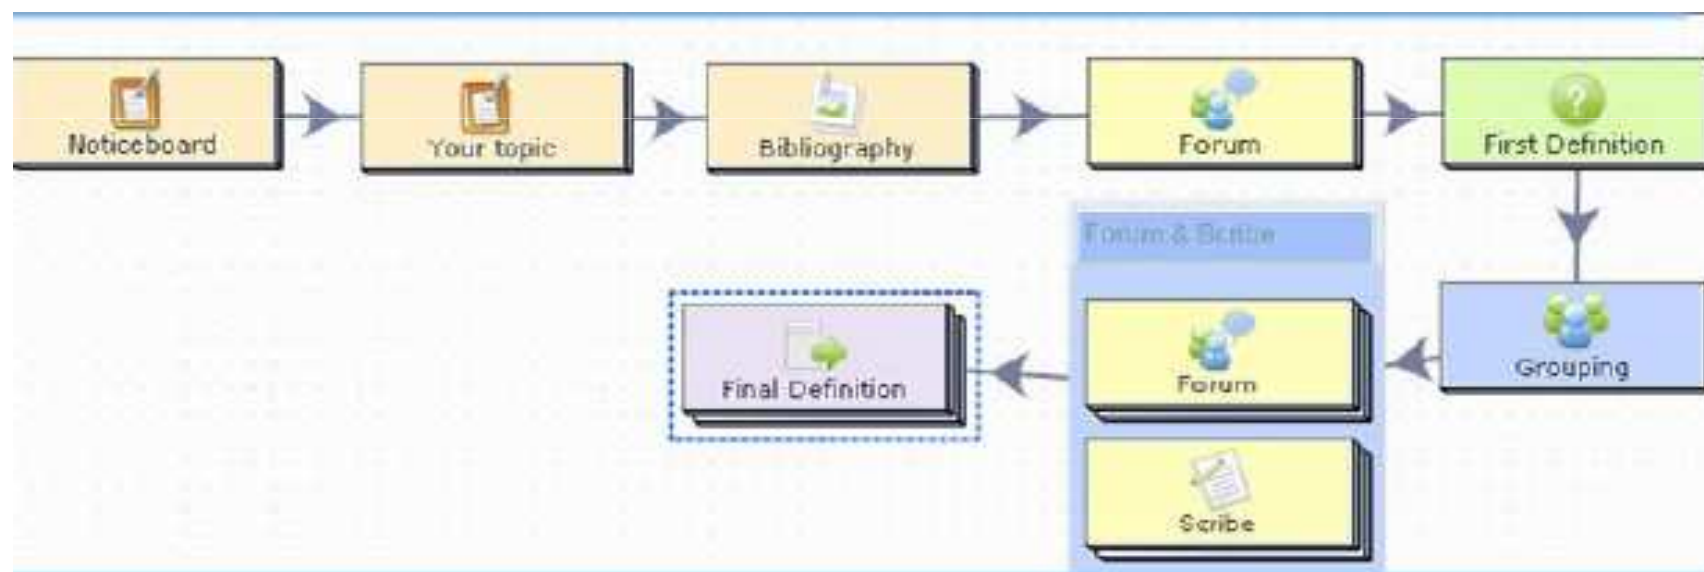 Noticeboard
Your topic
Bibliography
Forum
First Definition
Grouping
Forum & Scribe
Forum
Scribe
Final Definition